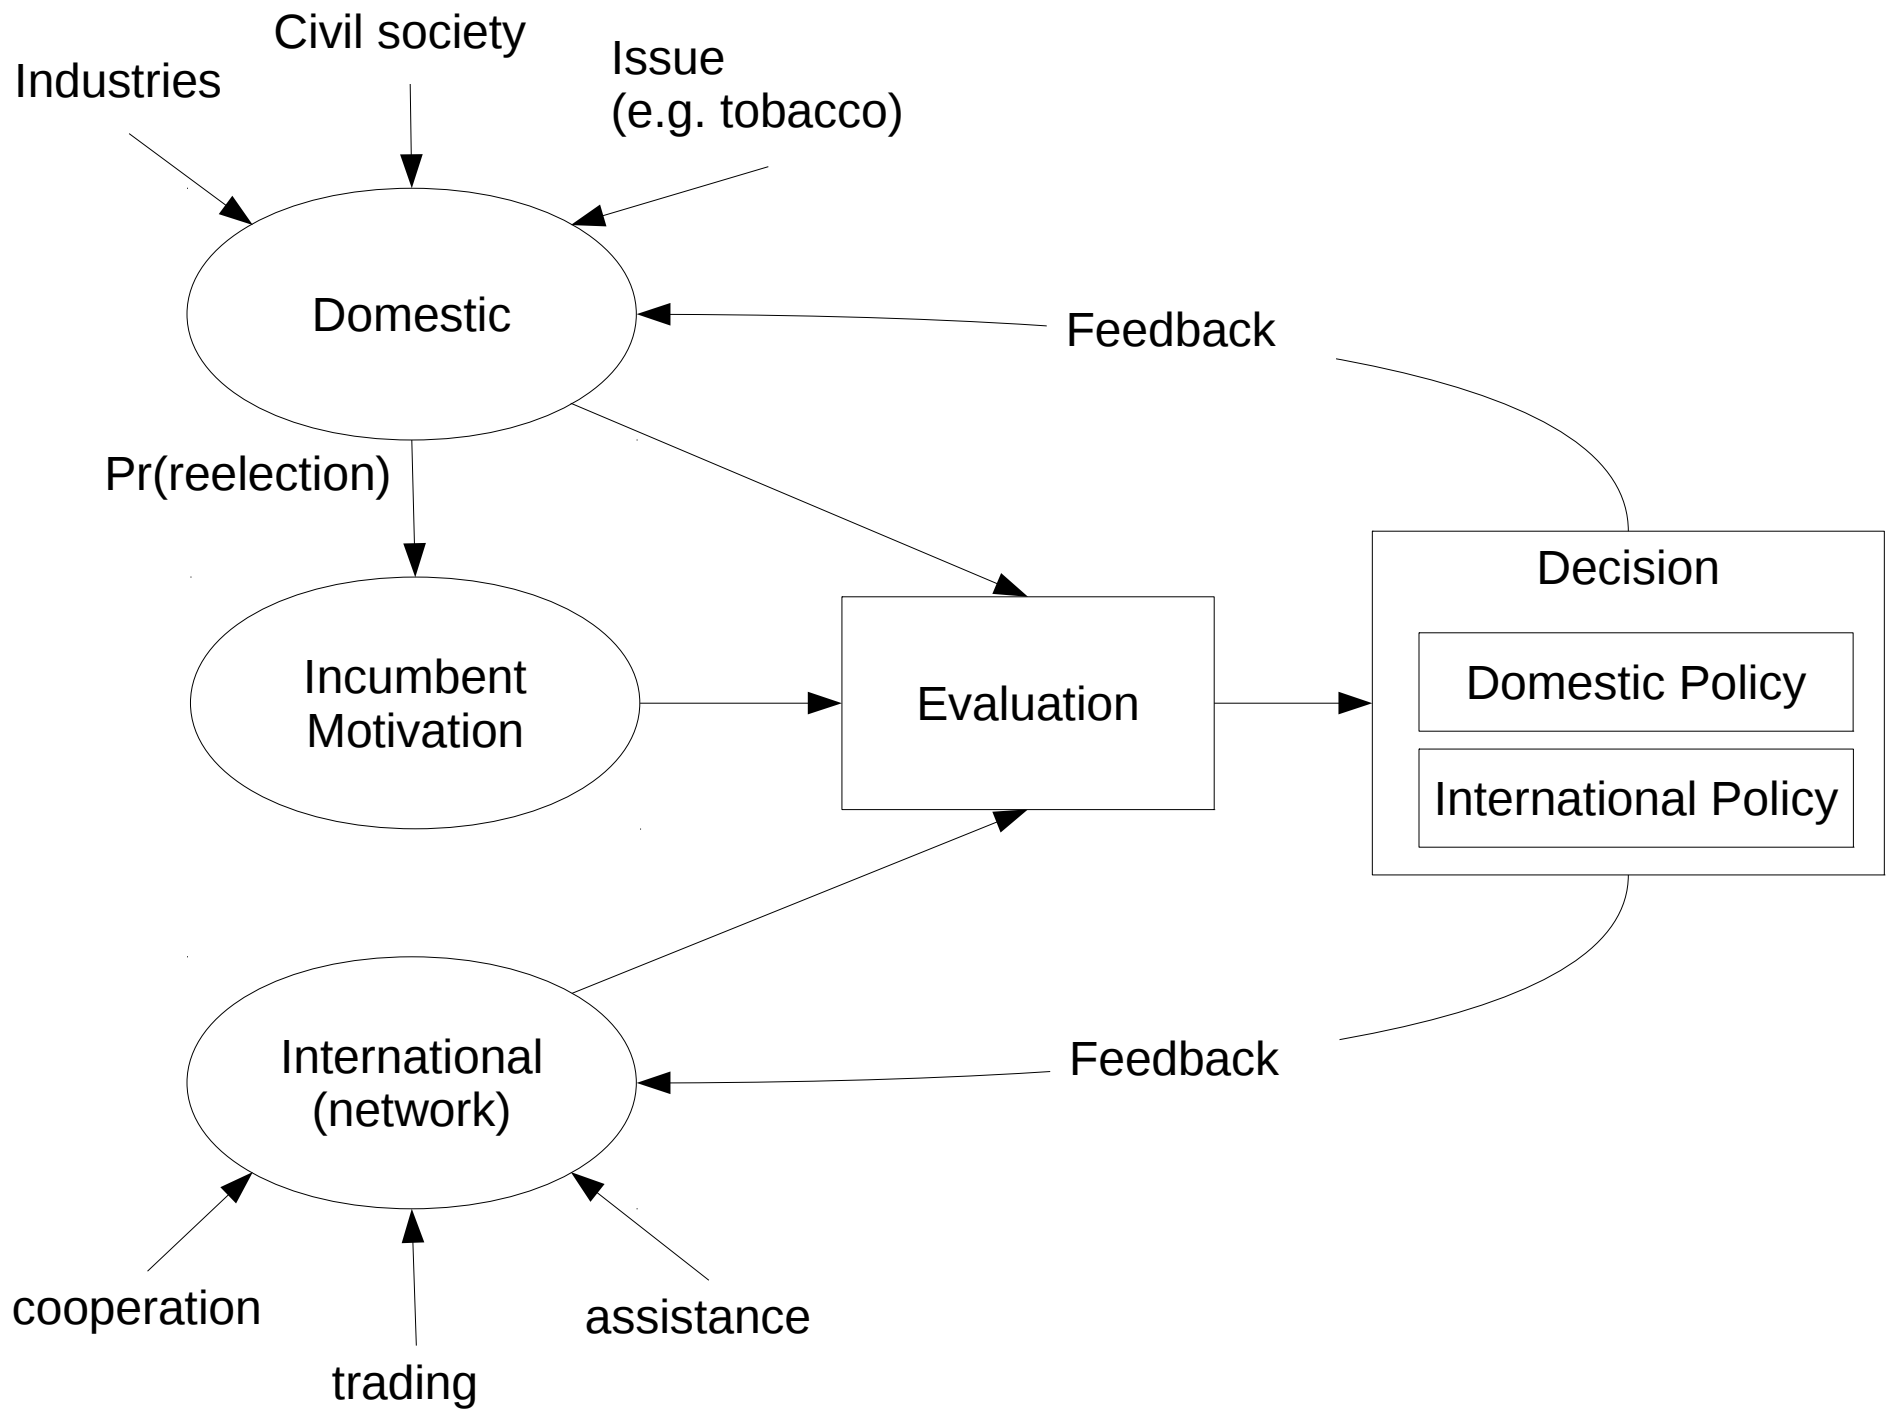 Civil society
Industries
Issue
(e.g. tobacco)
Domestic
Feedback
Pr(reelection)
Decision
Incumbent
Motivation
Evaluation
Domestic Policy
International Policy
International
(network)
Feedback
cooperation
assistance
trading